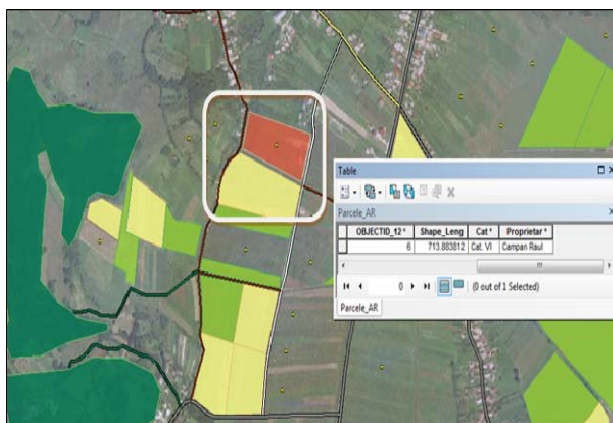 Table
Parcele_AR
OBJECTID_12* Shape_Leng Cat* IProprietar*
6 713.883812 Cat. VI Campan Raul
0 (0 out of 1 Selected)
Parcele_AR